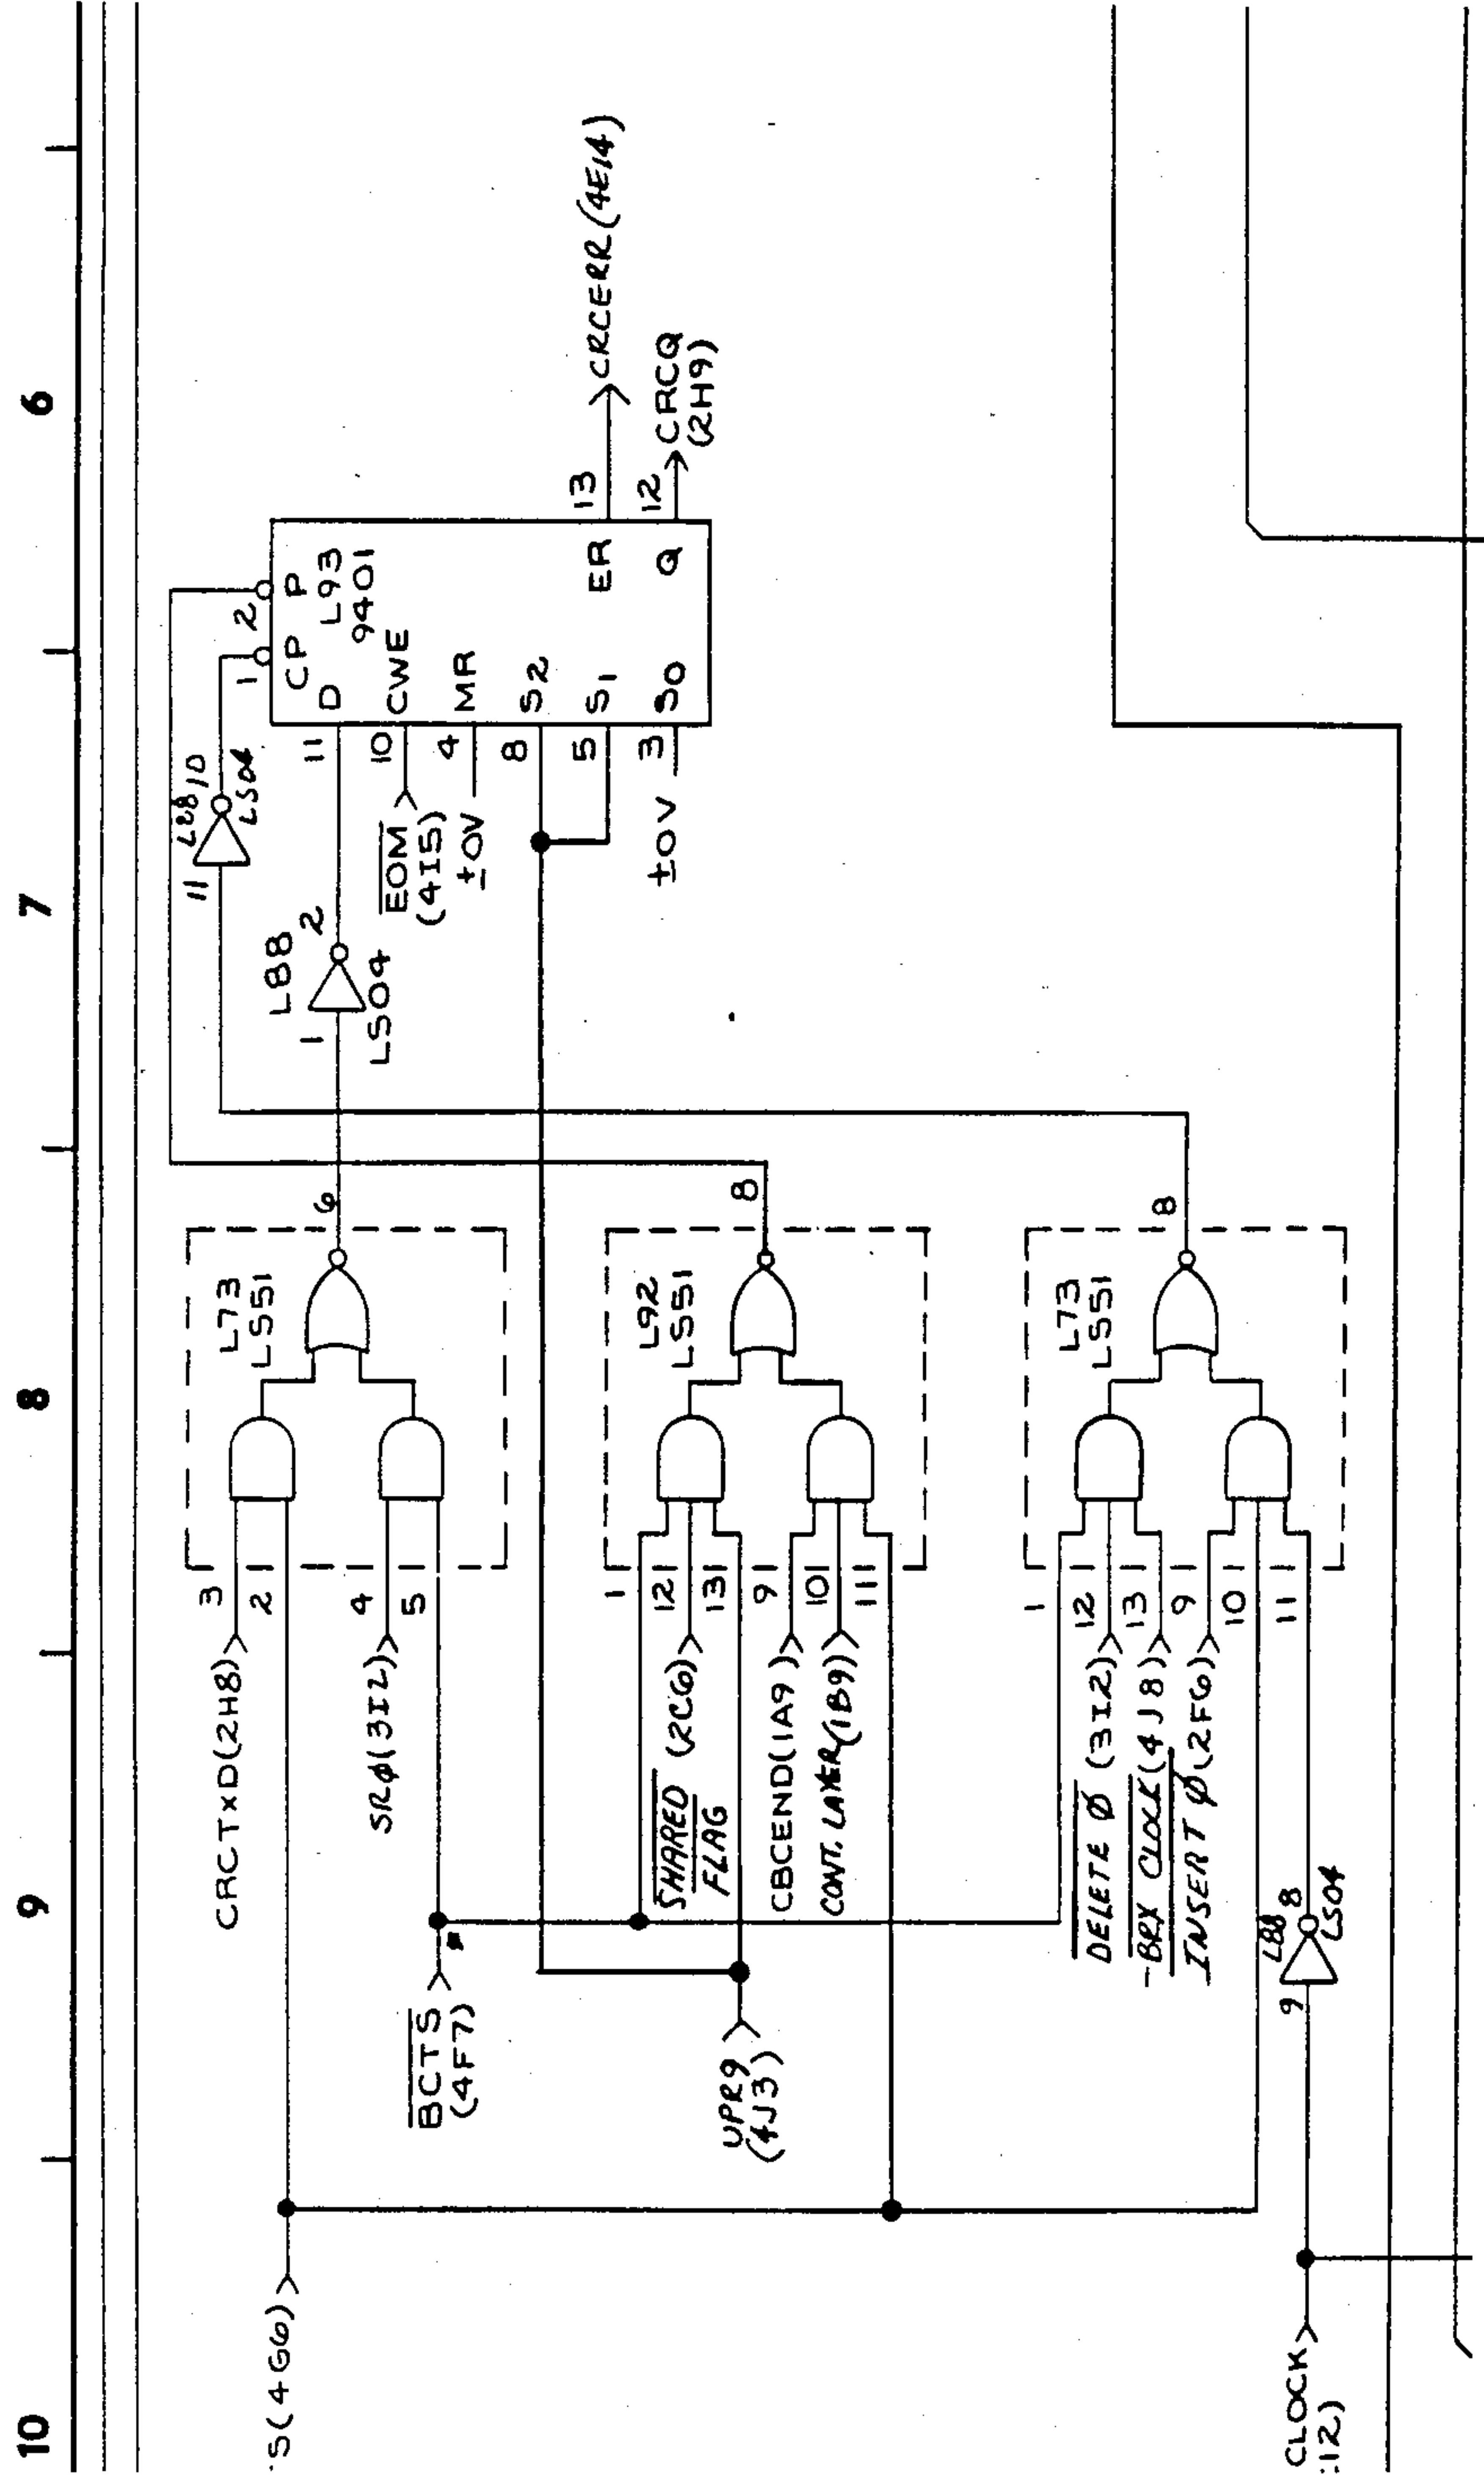 10
9
8
7
6
'S(4G6)
CRCTxD(2H8)
3
2
SRØ(3I2)
4
5
BCTS
(4F7)
L73
LS51
6
1
L88
2
LS04
11
L88
10
LS04
1
2
CP
P
D
L93
9401
11
EOM
(4I5)
10
CWE
±0V
4
MR
8
S2
5
S1
±0V
3
S0
ER
13
CRCERR(4E14)
Q
12
CRCQ
(2H9)
UPR9
(4J3)
1
SHARED
FLAG
(2C6)
12
13
CBCEND(1A9)
9
CONT. LAYER(1B9)
10
11
L92
LS51
8
1
DELETE Ø (3I2)
12
-BRX CLOCK(4J8)
13
INSERT Ø(2F6)
9
10
11
L73
LS51
8
CLOCK
:12)
9
L88
8
LS04